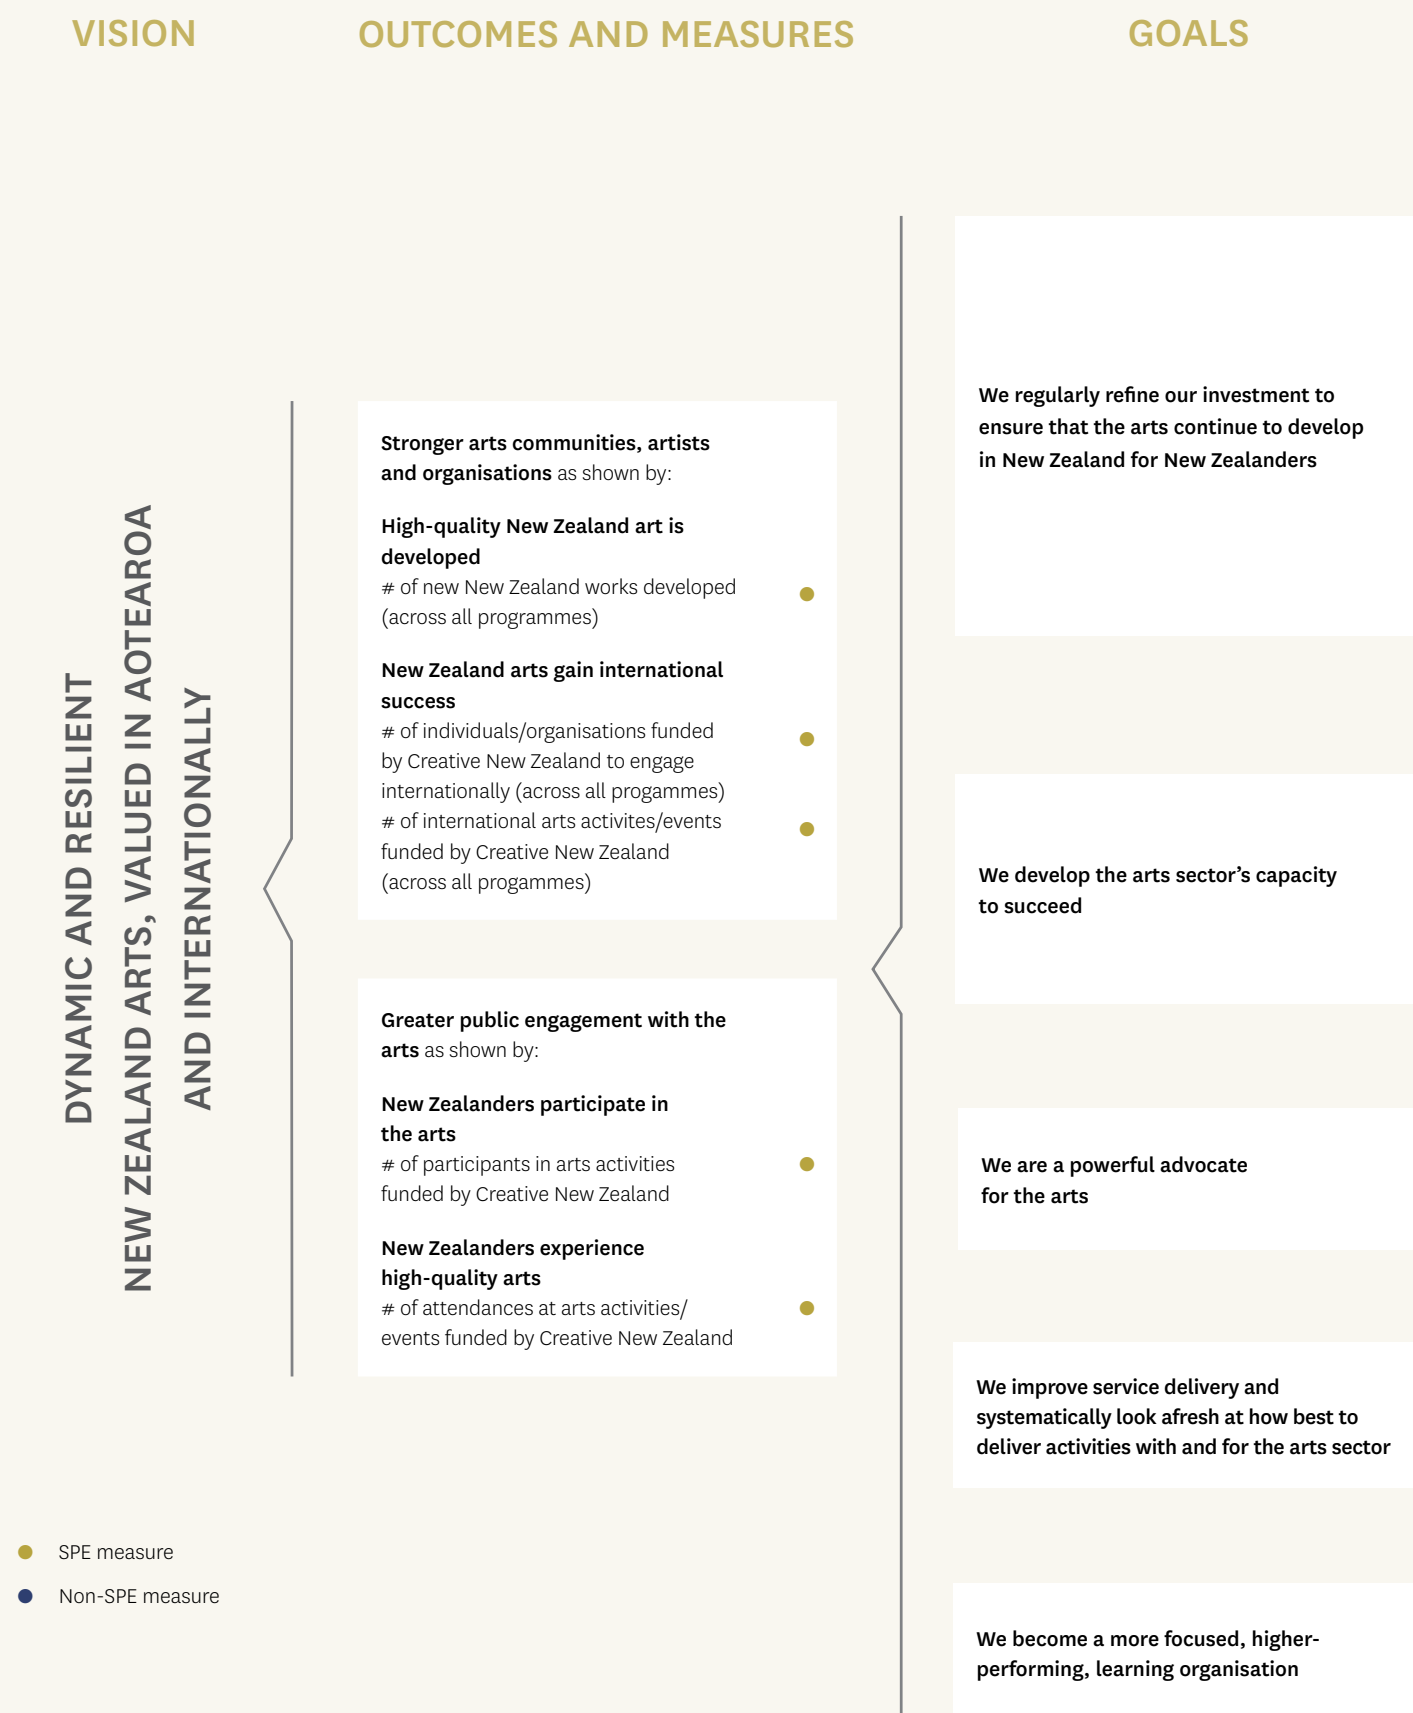 VISION
OUTCOMES AND MEASURES
GOALS
DYNAMIC AND RESILIENT
NEW ZEALAND ARTS, VALUED IN AOTEAROA
AND INTERNATIONALLY
Stronger arts communities, artists
and organisations as shown by:
High-quality New Zealand art is
developed
# of new New Zealand works developed
(across all programmes)
New Zealand arts gain international
success
# of individuals/organisations funded
by Creative New Zealand to engage
internationally (across all progammes)
# of international arts activites/events
funded by Creative New Zealand
(across all progammes)
Greater public engagement with the
arts as shown by:
New Zealanders participate in
the arts
# of participants in arts activities
funded by Creative New Zealand
New Zealanders experience
high-quality arts
# of attendances at arts activities/
events funded by Creative New Zealand
We regularly refine our investment to
ensure that the arts continue to develop
in New Zealand for New Zealanders
We develop the arts sector’s capacity
to succeed
We are a powerful advocate
for the arts
We improve service delivery and
systematically look afresh at how best to
deliver activities with and for the arts sector
We become a more focused, higher-
performing, learning organisation
SPE measure
Non-SPE measure